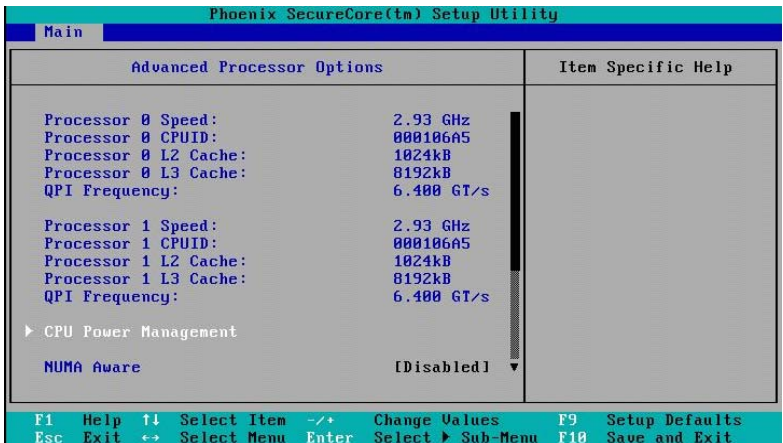 Phoenix SecureCore(tm) Setup Utility
Main
Advanced Processor Options
Item Specific Help
Processor 0 Speed: 2.93 GHz
Processor 0 CPUID: 000106A5
Processor 0 L2 Cache: 1024kB
Processor 0 L3 Cache: 8192kB
QPI Frequency: 6.400 GT/s
Processor 1 Speed: 2.93 GHz
Processor 1 CPUID: 000106A5
Processor 1 L2 Cache: 1024kB
Processor 1 L3 Cache: 8192kB
QPI Frequency: 6.400 GT/s
CPU Power Management
NUMA Aware [Disabled]
F1 Help ↑↓ Select Item -/+ Change Values F9 Setup Defaults
Esc Exit ↔ Select Menu Enter Select ▶ Sub-Menu F10 Save and Exit